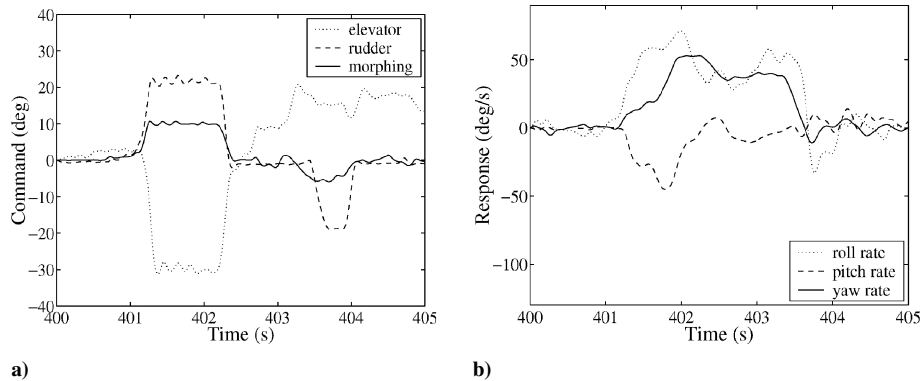 40
30
20
10
0
−10
−20
−30
−40
Command (deg)
elevator
rudder
morphing
400 401 402 403 404 405
Time (s)
a)
50
0
−50
−100
Response (deg/s)
roll rate
pitch rate
yaw rate
400 401 402 403 404 405
Time (s)
b)